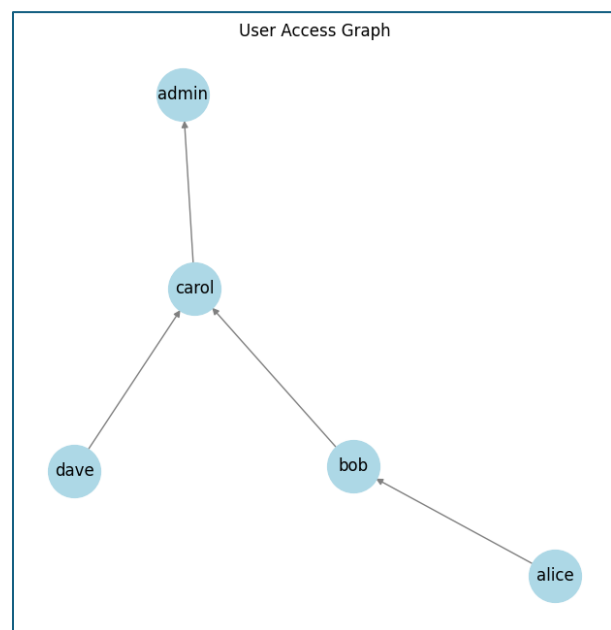 User Access Graph
admin
carol
dave
bob
alice